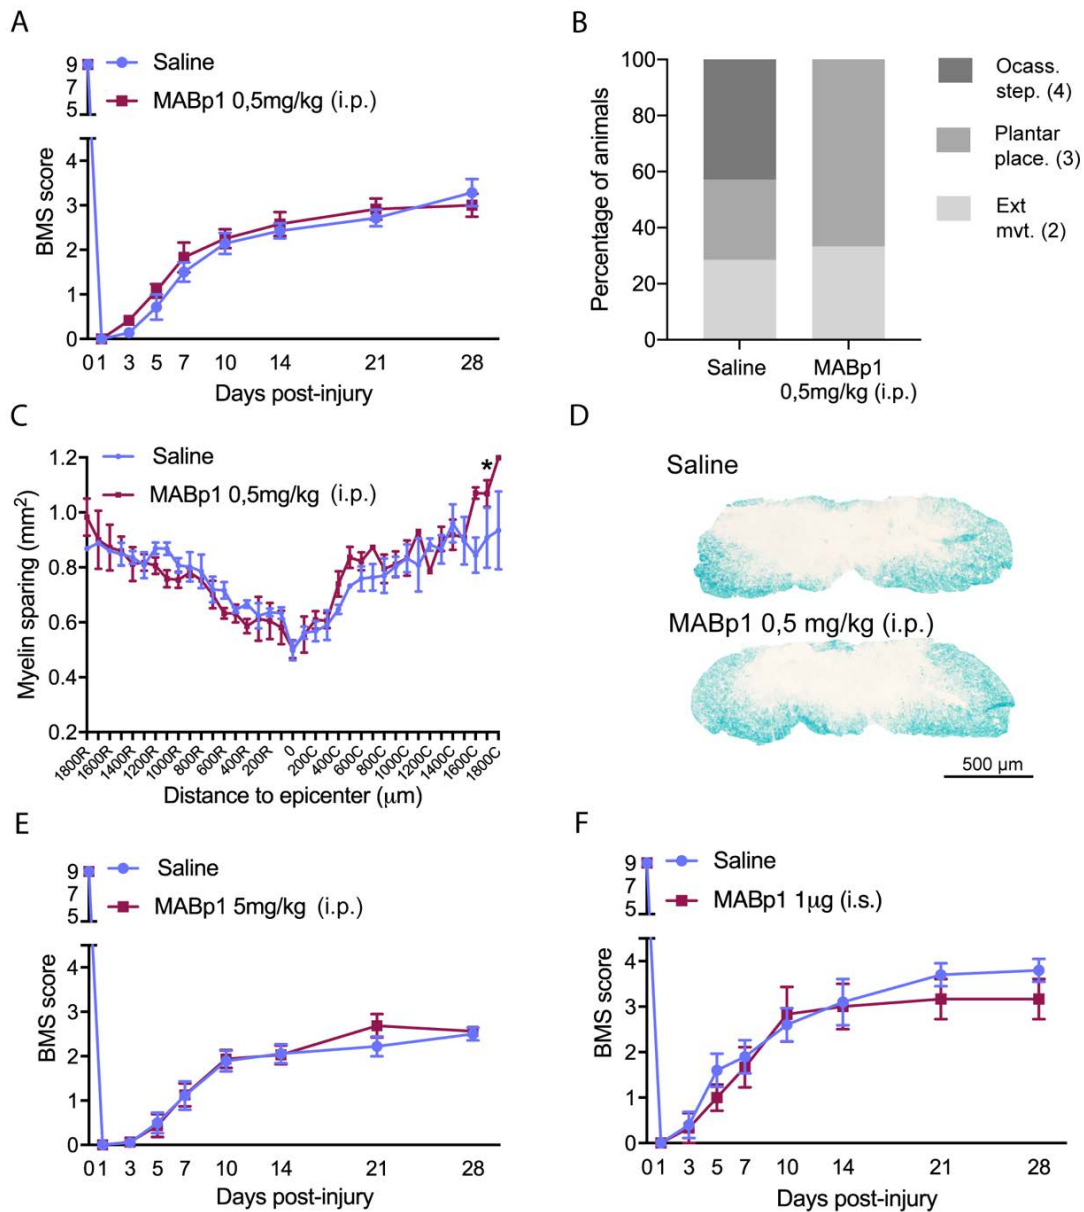 A
Saline
MABp1 0,5mg/kg (i.p.)
9
7
5
4
3
2
1
0
BMS score
0 1 3 5 7 10 14 21 28
Days post-injury
B
100
80
60
40
20
0
Percentage of animals
Saline
MABp1
0,5mg/kg (i.p.)
Ocass.
step. (4)
Plantar
place. (3)
Ext
mvt. (2)
C
Saline
MABp1 0,5mg/kg (i.p.)
*
1.2
1.0
0.8
0.6
0.4
0.2
Myelin sparing (mm²)
1800R 1600R 1400R 1200R 1000R 800R 600R 400R 200R 0 200C 400C 600C 800C 1000C 1200C 1400C 1600C 1800C
Distance to epicenter (μm)
D
Saline
MABp1 0,5 mg/kg (i.p.)
500 μm
E
Saline
MABp1 5mg/kg (i.p.)
9
7
5
4
3
2
1
0
BMS score
0 1 3 5 7 10 14 21 28
Days post-injury
F
Saline
MABp1 1μg (i.s.)
9
7
5
4
3
2
1
0
BMS score
0 1 3 5 7 10 14 21 28
Days post-injury